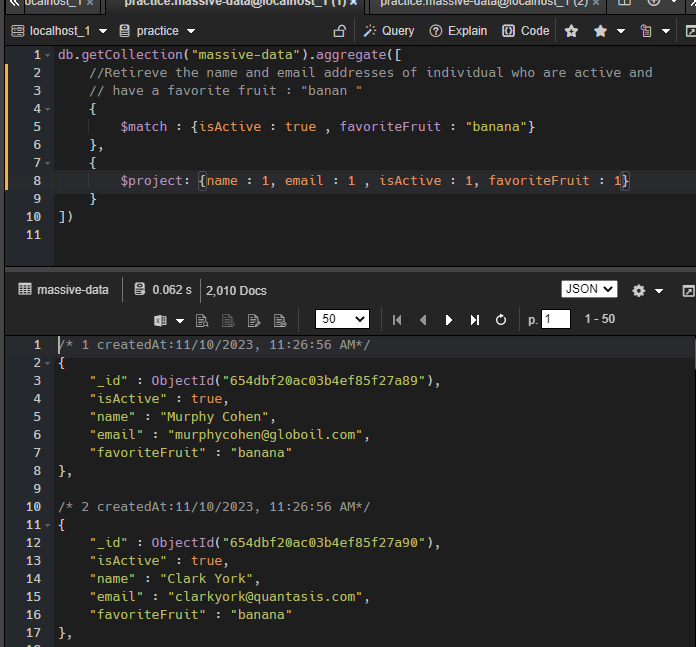 ocalhost_1 × practice.massive-data@localhost_1 (1) × practice.massive-data@localhost_1 (2) ×
localhost_1 practice Query Explain Code
1 db.getCollection("massive-data").aggregate([
2 //Retireve the name and email addresses of individual who are active and
3 // have a favorite fruit : "banan "
4 {
5 $match : {isActive : true , favoriteFruit : "banana"}
6 },
7 {
8 $project: {name : 1, email : 1 , isActive : 1, favoriteFruit : 1}
9 }
10 ])
11
massive-data 0.062 s 2,010 Docs JSON
50 p. 1 1 - 50
1 /* 1 createdAt:11/10/2023, 11:26:56 AM*/
2 {
3 "_id" : ObjectId("654dbf20ac03b4ef85f27a89"),
4 "isActive" : true,
5 "name" : "Murphy Cohen",
6 "email" : "murphycohen@globoil.com",
7 "favoriteFruit" : "banana"
8 },
9
10 /* 2 createdAt:11/10/2023, 11:26:56 AM*/
11 {
12 "_id" : ObjectId("654dbf20ac03b4ef85f27a90"),
13 "isActive" : true,
14 "name" : "Clark York",
15 "email" : "clarkyork@quantasis.com",
16 "favoriteFruit" : "banana"
17 },